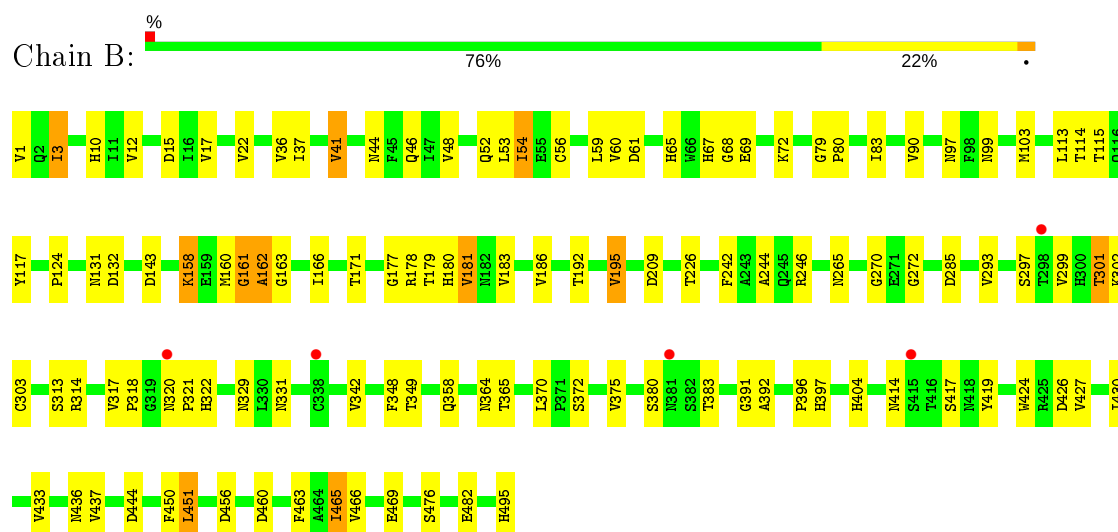 %
Chain B:
76% 22% •
V1 Q2 I3 H10 I11 V12 D15 I16 V17 V22 V36 I37 V41 N44 F45 Q46 I47 V48 Q52 L53 I54 E55 C56 L59 V60 D61 H65 W66 H67 G68 E69 K72 G79 P80 I83 V90 N97 F98 N99 M103 L113 T114 T115 Q116
Y117 P124 N131 D132 D143 K158 E159 M160 G161 A162 G163 I166 T171 G177 R178 T179 H180 V181 N182 V183 V186 T192 V195 D209 T226 F242 A243 A244 Q245 R246 N265 G270 E271 G272 D285 V293 S297 T298 V299 H300 T301 K302
C303 S313 R314 V317 P318 G319 N320 P321 H322 N329 L330 N331 C338 V342 F348 T349 Q358 N364 T365 L370 P371 S372 V375 S380 N381 S382 T383 G391 A392 P396 H397 H404 N414 S415 T416 S417 N418 Y419 W424 R425 D426 V427 I430
V433 N436 V437 D444 F450 L451 D456 D460 F463 A464 I465 V466 E469 S476 E482 H495